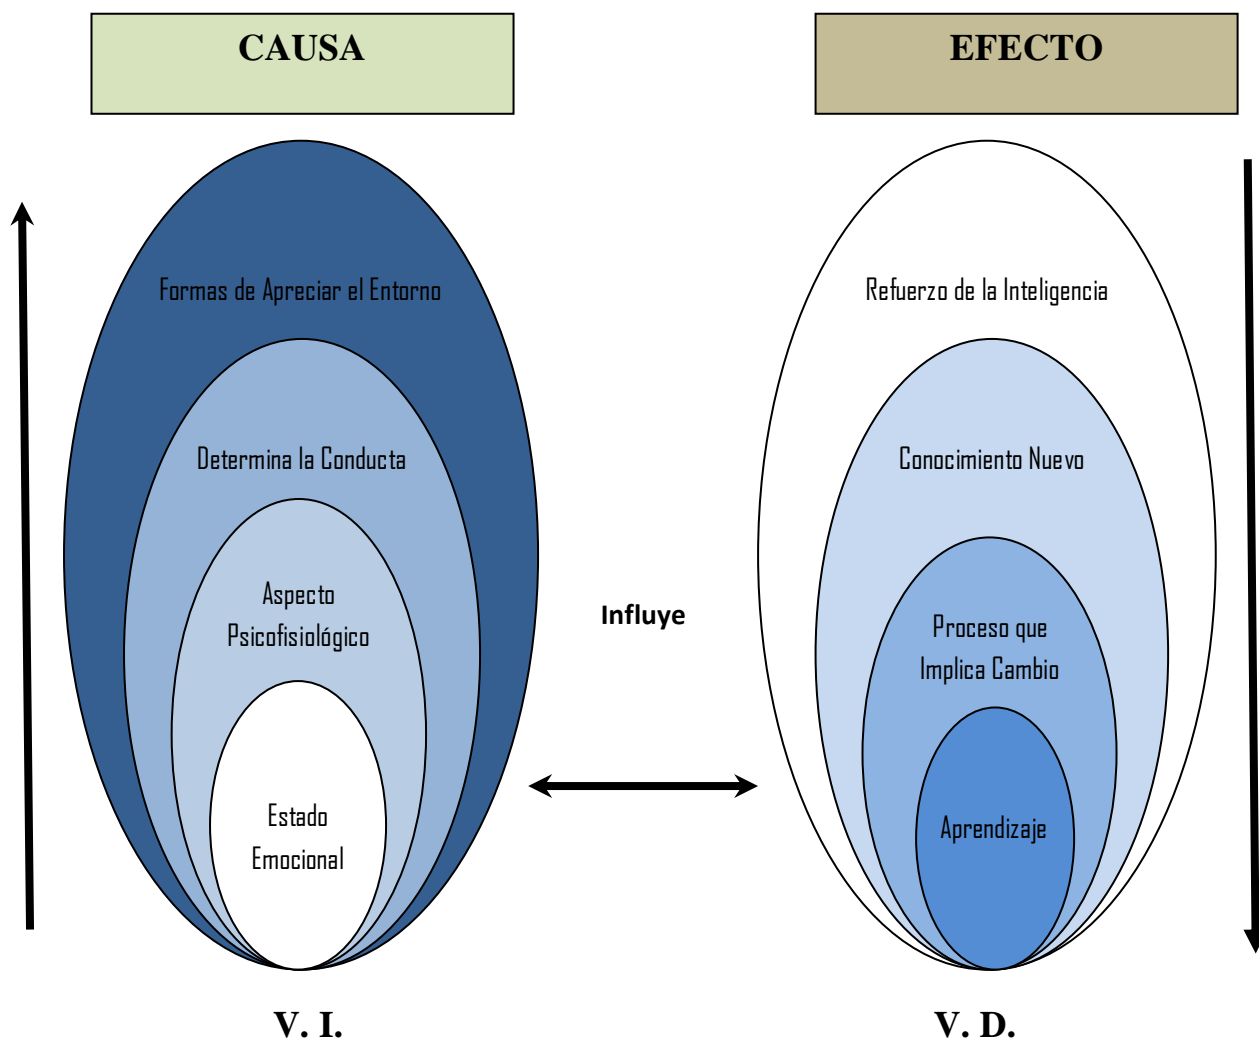 CAUSA
EFECTO
Formas de Apreciar el Entorno
Determina la Conducta
Aspecto
Psicofisiológico
Estado
Emocional
Influye
Refuerzo de la Inteligencia
Conocimiento Nuevo
Proceso que
Implica Cambio
Aprendizaje
V. I.
V. D.